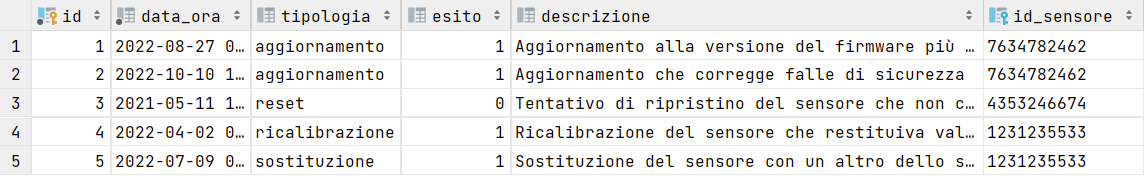 id data_ora tipologia esito descrizione id_sensore
1 1 2022-08-27 0… aggiornamento 1 Aggiornamento alla versione del firmware più … 7634782462
2 2 2022-10-10 1… aggiornamento 1 Aggiornamento che corregge falle di sicurezza 7634782462
3 3 2021-05-11 1… reset 0 Tentativo di ripristino del sensore che non c… 4353246674
4 4 2022-04-02 0… ricalibrazione 1 Ricalibrazione del sensore che restituiva val… 1231235533
5 5 2022-07-09 0… sostituzione 1 Sostituzione del sensore con un altro dello s… 1231235533